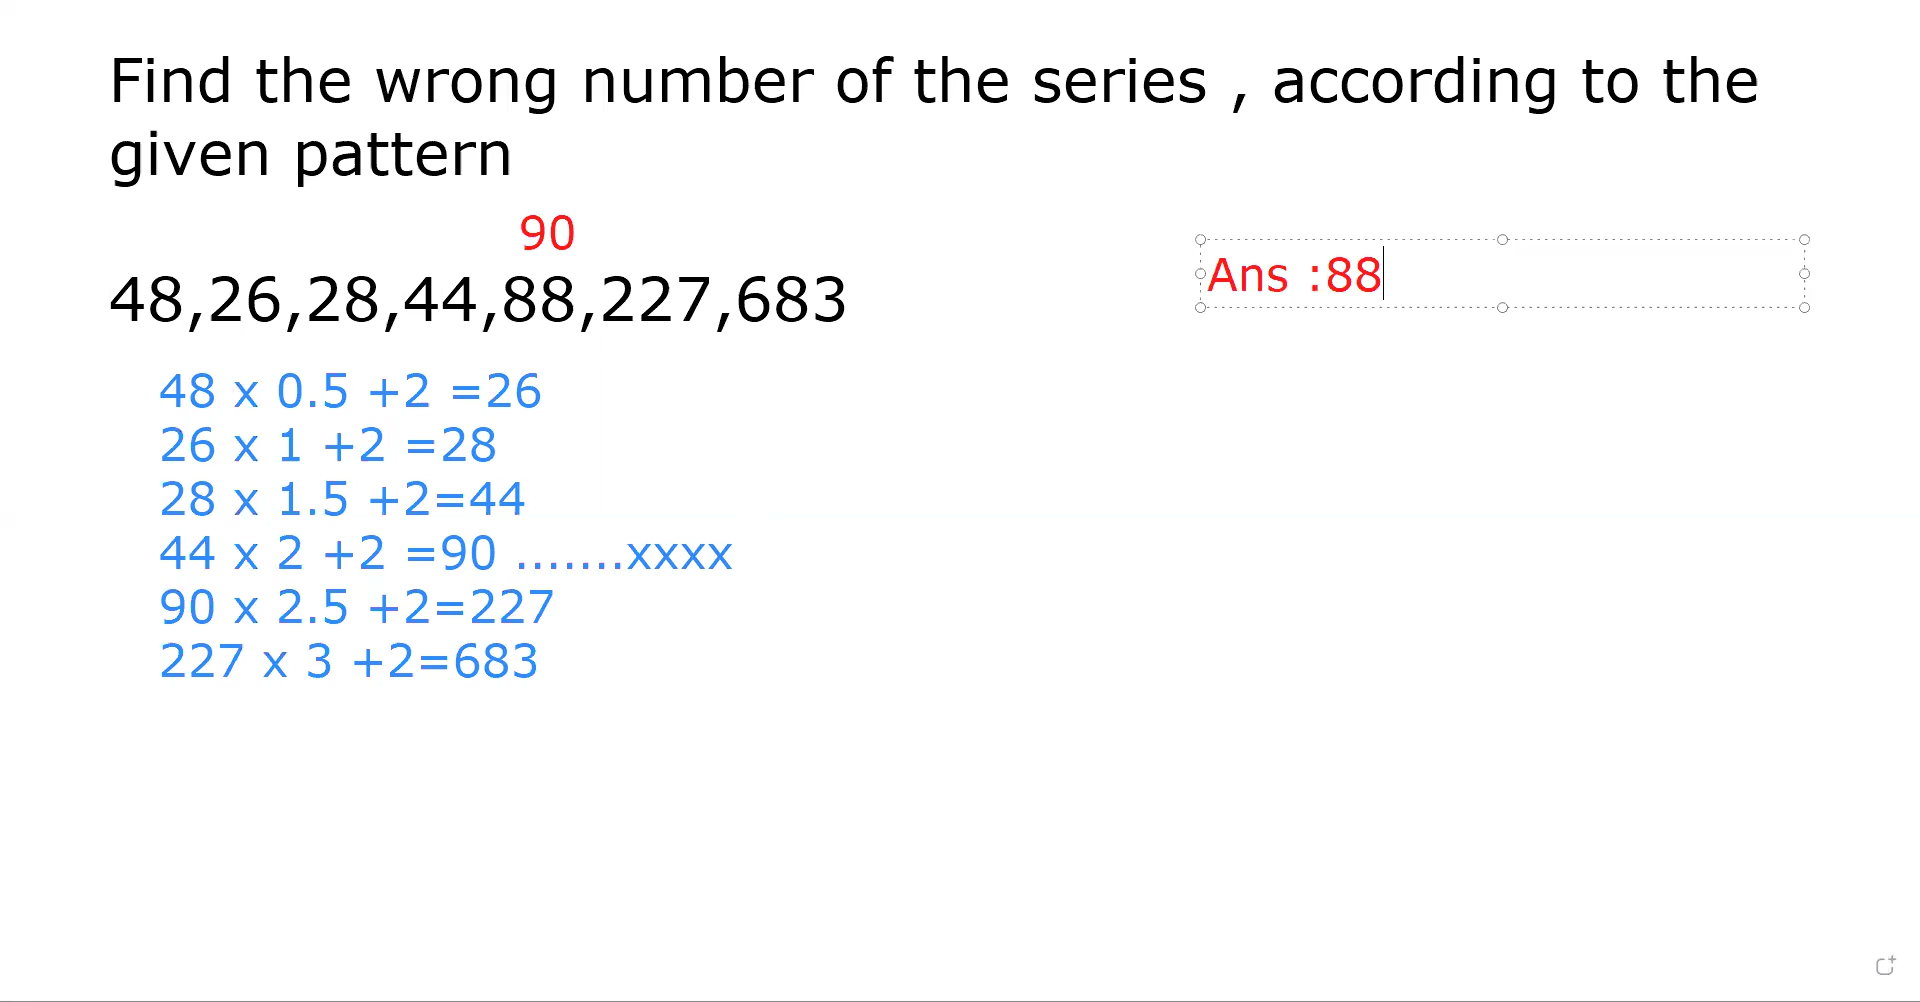 Find the wrong number of the series , according to the
given pattern
90
48,26,28,44,88,227,683
Ans :88
48 x 0.5 +2 =26
26 x 1 +2 =28
28 x 1.5 +2=44
44 x 2 +2 =90 .......xxxx
90 x 2.5 +2=227
227 x 3 +2=683